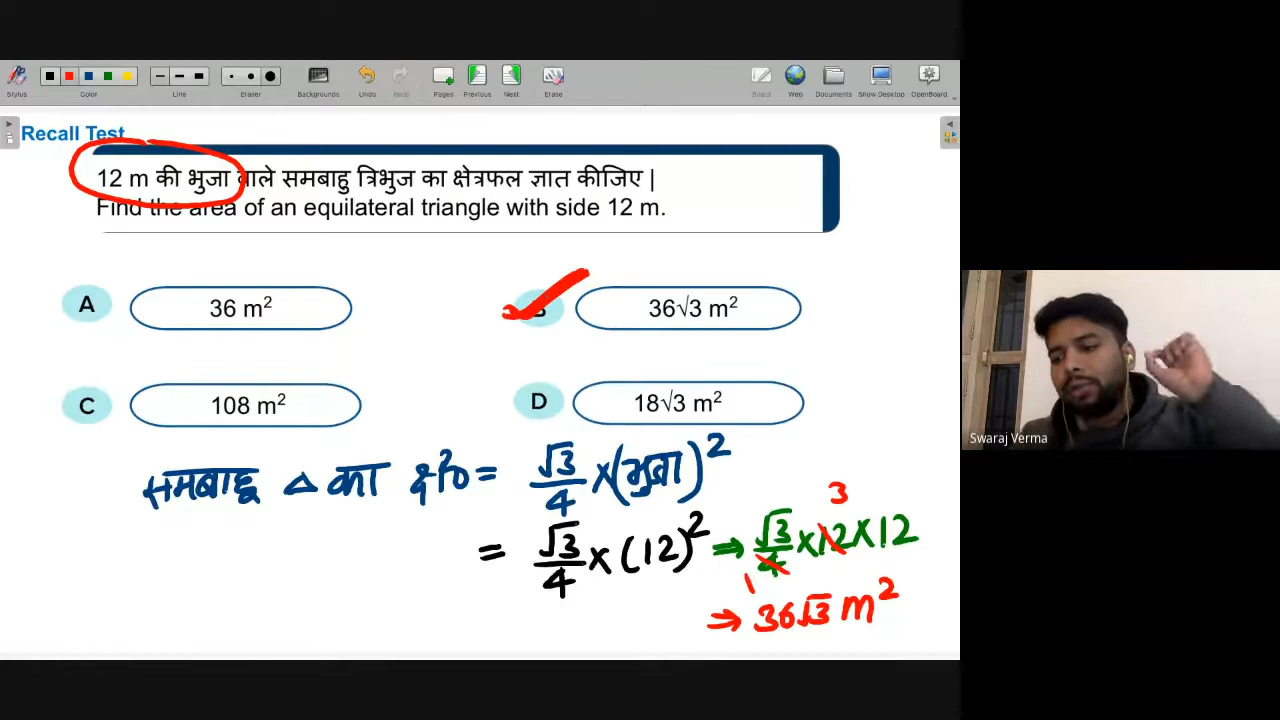 Stylus
Color
Line
Eraser
Backgrounds
Undo
Redo
Pages
Previous
Next
Erase
Board
Web
Documents
Show Desktop
OpenBoard
Recall Test
12 m की भुजा वाले समबाहु त्रिभुज का क्षेत्रफल ज्ञात कीजिए |
Find the area of an equilateral triangle with side 12 m.
A 36 m²
B 36√3 m²
C 108 m²
D 18√3 m²
समबाहु △ का क्षे० = √3/4 × (भुजा)²
= √3/4 × (12)² ⇒ √3/4 × 12 × 12
3
1
⇒ 36√3 m²
Swaraj Verma